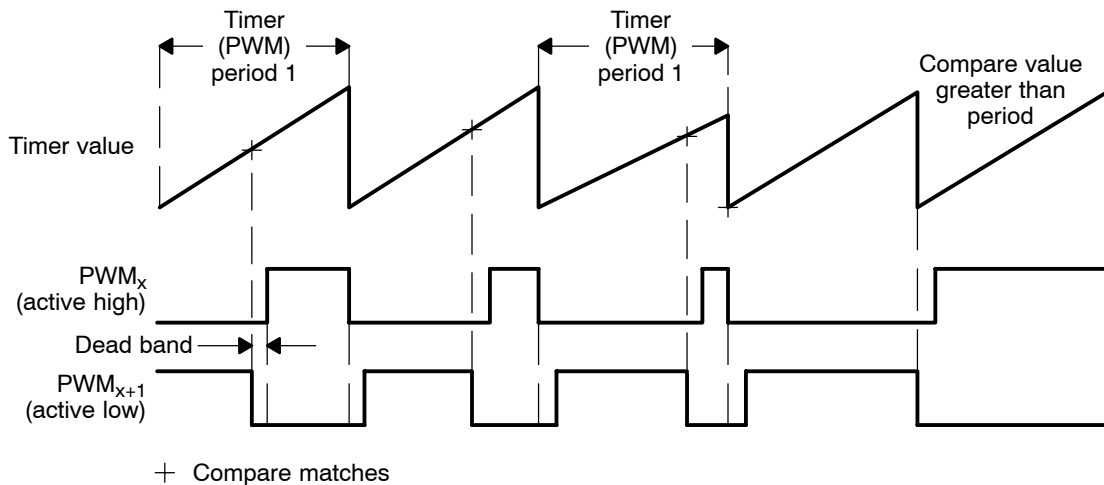 Timer
(PWM)
period 1
Timer
(PWM)
period 1
Compare value
greater than
period
Timer value
PWMx
(active high)
Dead band
PWMx+1
(active low)
+ Compare matches